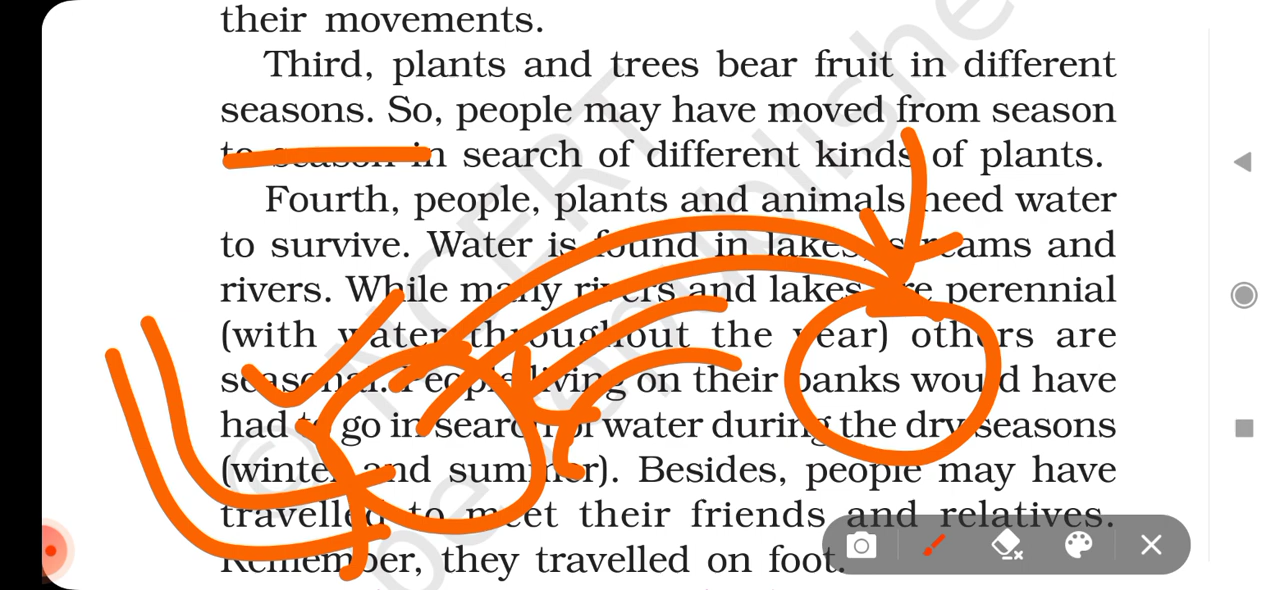 their movements.
Third, plants and trees bear fruit in different
seasons. So, people may have moved from season
to season in search of different kinds of plants.
Fourth, people, plants and animals need water
to survive. Water is found in lakes, streams and
rivers. While many rivers and lakes are perennial
(with water throughout the year) others are
seasonal. People living on their banks would have
had to go in search of water during the dry seasons
(winter and summer). Besides, people may have
travelled to meet their friends and relatives.
Remember, they travelled on foot.